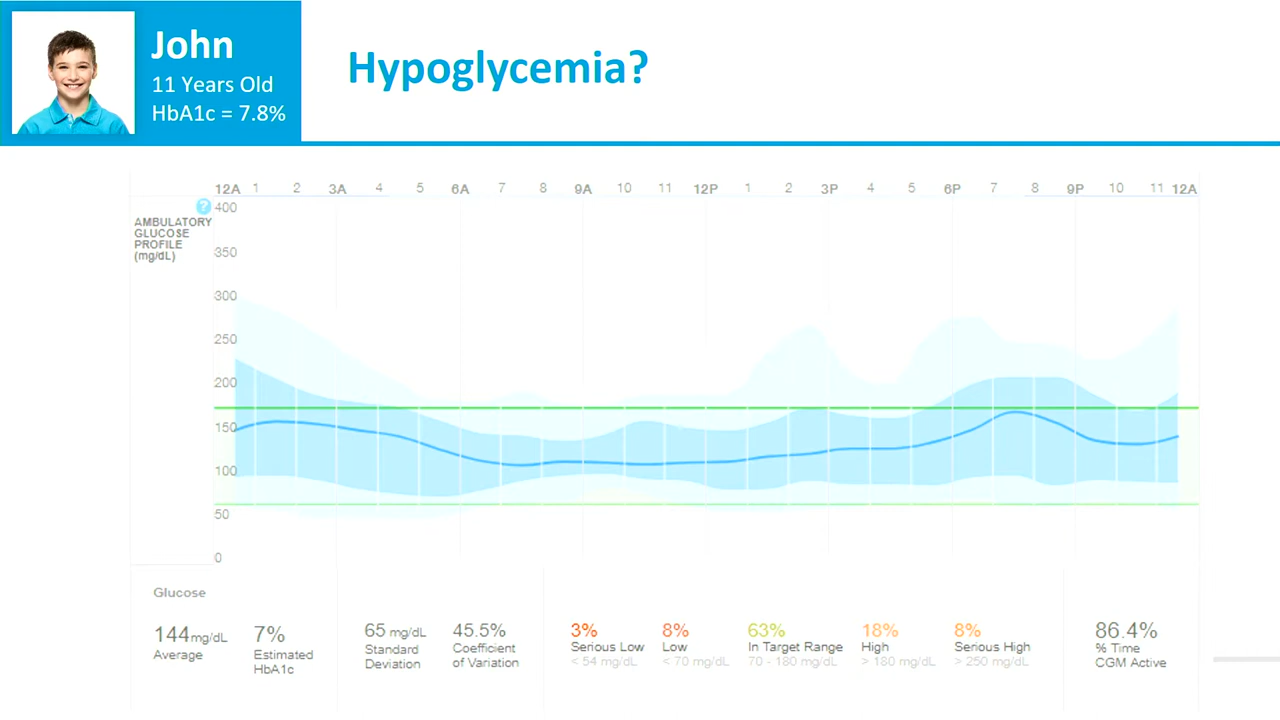 John
11 Years Old
HbA1c = 7.8%
Hypoglycemia?
12A 1 2 3A 4 5 6A 7 8 9A 10 11 12P 1 2 3P 4 5 6P 7 8 9P 10 11 12A
?
AMBULATORY
GLUCOSE
PROFILE
(mg/dL)
400
350
300
250
200
150
100
50
0
Glucose
144 mg/dL
Average
7%
Estimated
HbA1c
65 mg/dL
Standard
Deviation
45.5%
Coefficient
of Variation
3%
Serious Low
< 54 mg/dL
8%
Low
< 70 mg/dL
63%
In Target Range
70 - 180 mg/dL
18%
High
> 180 mg/dL
8%
Serious High
> 250 mg/dL
86.4%
% Time
CGM Active